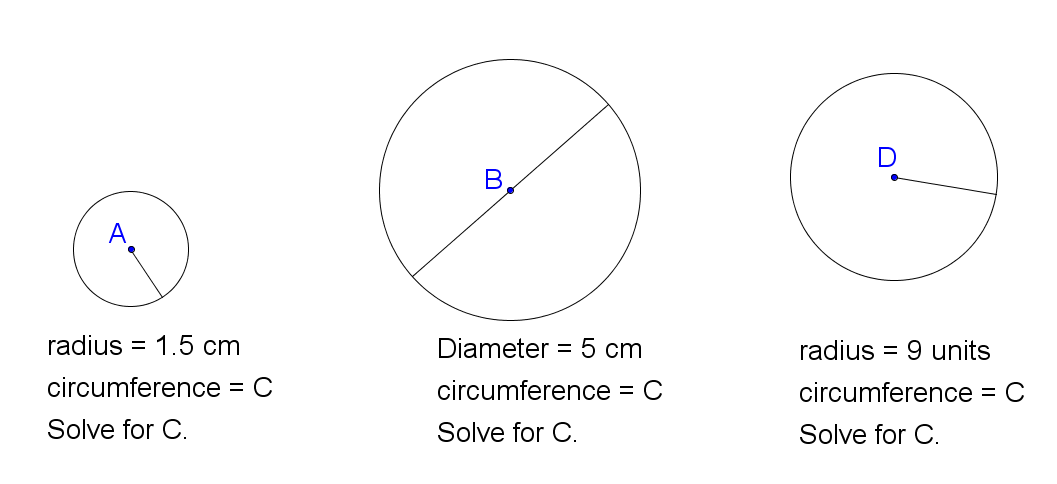 A
radius = 1.5 cm
circumference = C
Solve for C.
B
Diameter = 5 cm
circumference = C
Solve for C.
D
radius = 9 units
circumference = C
Solve for C.